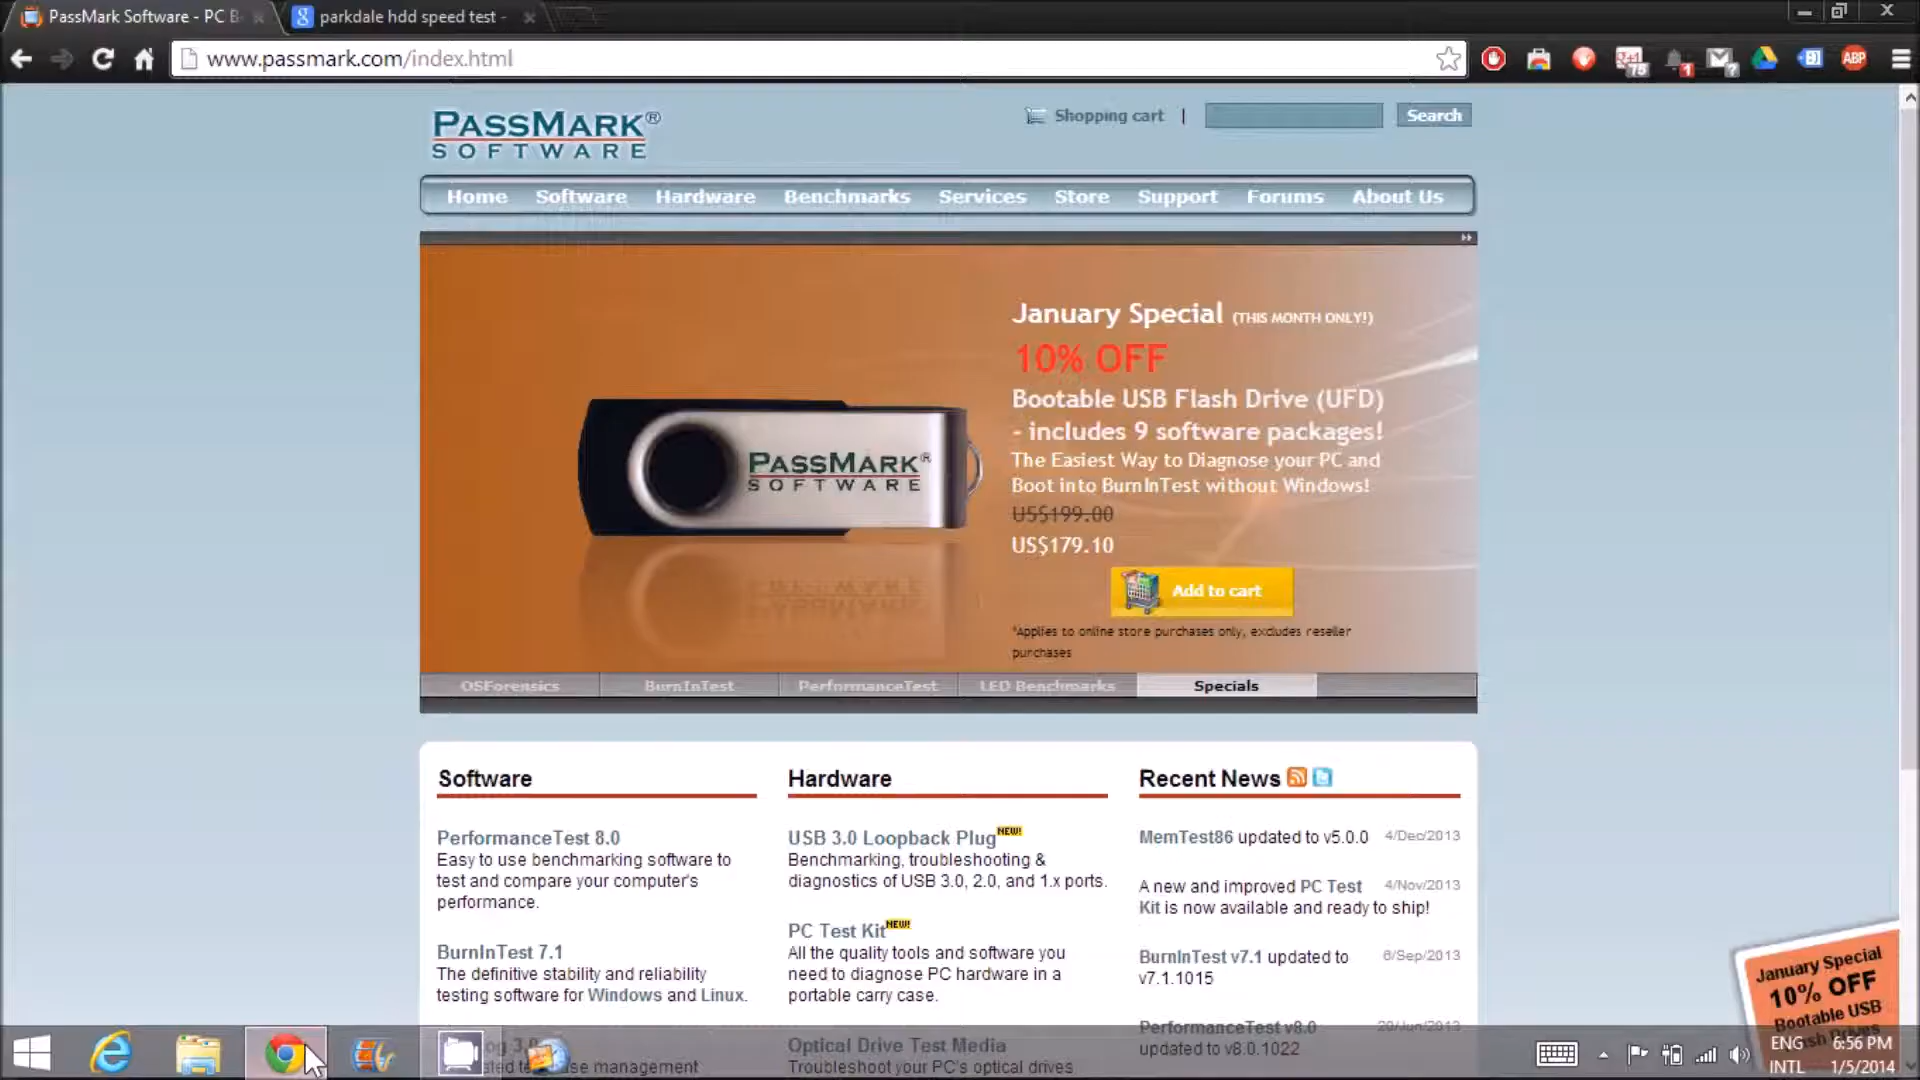 PassMark Software - PC B
parkdale hdd speed test -
www.passmark.com/index.html
75
1
?
ABP
PASSMARK®
SOFTWARE
Shopping cart |
Search
Home Software Hardware Benchmarks Services Store Support Forums About Us
January Special (THIS MONTH ONLY!)
10% OFF
Bootable USB Flash Drive (UFD)
- includes 9 software packages!
The Easiest Way to Diagnose your PC and
Boot into BurnInTest without Windows!
US$199.00
US$179.10
Add to cart
*Applies to online store purchases only, excludes reseller
purchases
PASSMARK®
SOFTWARE
OSForensics BurnInTest PerformanceTest LED Benchmarks Specials
Software
PerformanceTest 8.0
Easy to use benchmarking software to
test and compare your computer's
performance.
BurnInTest 7.1
The definitive stability and reliability
testing software for Windows and Linux.
Hardware
USB 3.0 Loopback Plug NEW!
Benchmarking, troubleshooting &
diagnostics of USB 3.0, 2.0, and 1.x ports.
PC Test Kit NEW!
All the quality tools and software you
need to diagnose PC hardware in a
portable carry case.
Optical Drive Test Media
Troubleshoot your PC's optical drives
Recent News
MemTest86 updated to v5.0.0 4/Dec/2013
A new and improved PC Test 4/Nov/2013
Kit is now available and ready to ship!
BurnInTest v7.1 updated to 6/Sep/2013
v7.1.1015
PerformanceTest v8.0 20/Jun/2013
updated to v8.0.1022
January Special
10% OFF
Bootable USB
ENG 6:56 PM
INTL 1/5/2014